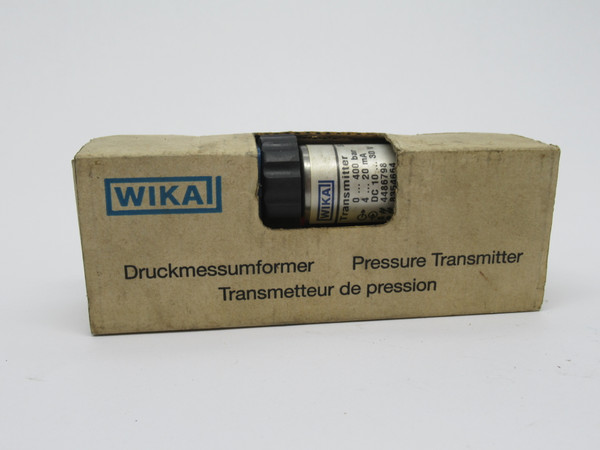 WIKA
Druckmessumformer
Pressure Transmitter
Transmetteur de pression
WIKA
Transmitter
0 ... 400 bar
4 ... 20 mA
DC 10 ... 30 V
4486798